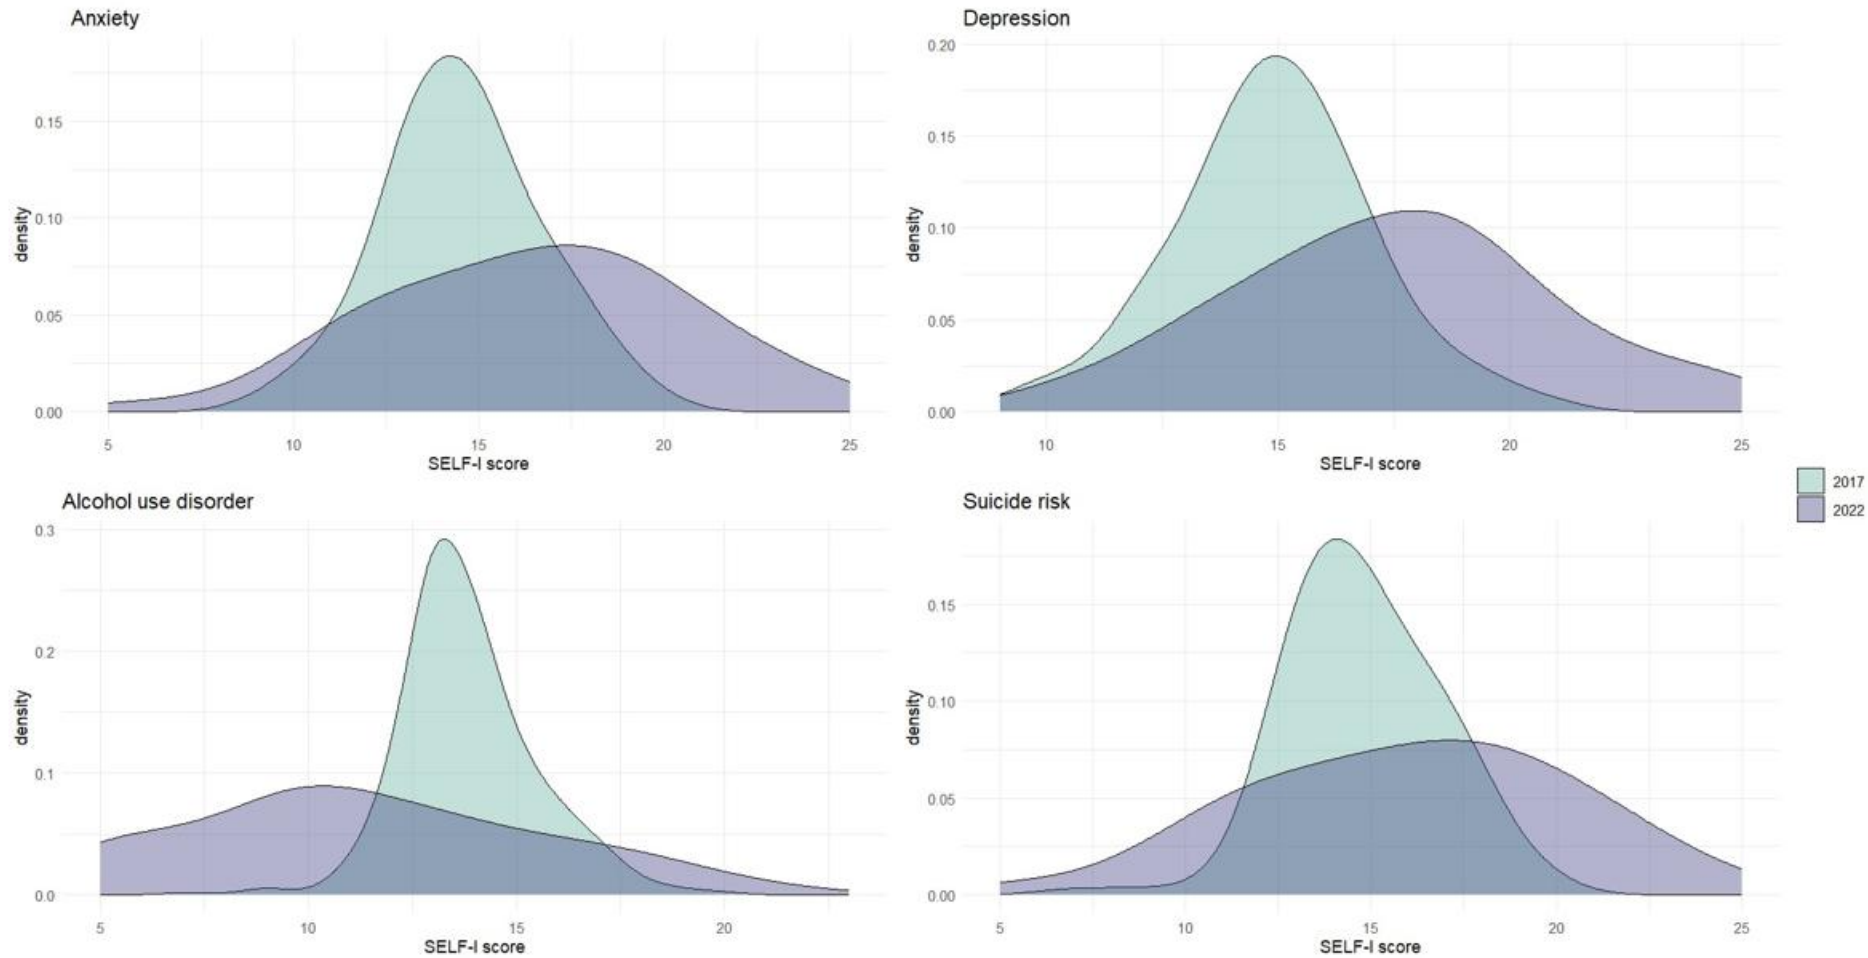 Anxiety
density
0.15
0.10
0.05
0.00
5 10 15 20 25
SELF-I score
Depression
density
0.20
0.15
0.10
0.05
0.00
10 15 20 25
SELF-I score
Alcohol use disorder
density
0.3
0.2
0.1
0.0
5 10 15 20
SELF-I score
Suicide risk
density
0.15
0.10
0.05
0.00
5 10 15 20 25
SELF-I score
2017
2022